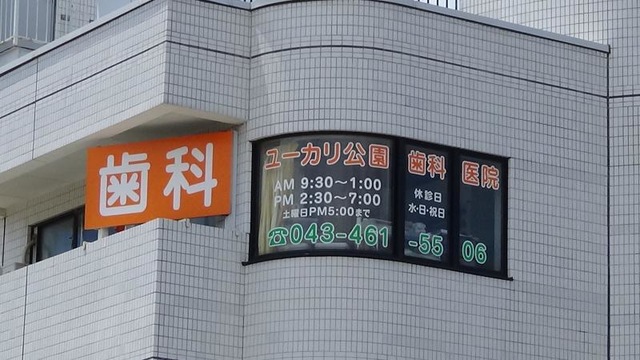 歯科
ユーカリ公園 歯科 医院
AM 9:30～1:00
PM 2:30～7:00
土曜日PM5:00まで
休診日
水・日・祝日
☎043-461-5506